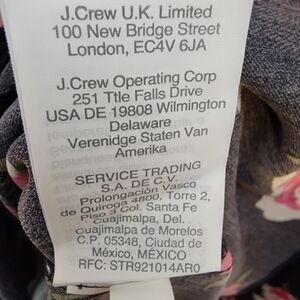 J.Crew U.K. Limited
100 New Bridge Street
London, EC4V 6JA
J.Crew Operating Corp
251 Ttle Falls Drive
USA DE 19808 Wilmington
Delaware
Verenidge Staten Van
Amerika
SERVICE TRADING
S.A. DE C.V.
Prolongación Vasco
de Quiroga 4800, Torre 2,
Piso 3 Col. Santa Fe
Cuajimalpa, Del.
Cuajimalpa de Morelos
C.P. 05348, Ciudad de
México, MÉXICO
RFC: STR921014AR0